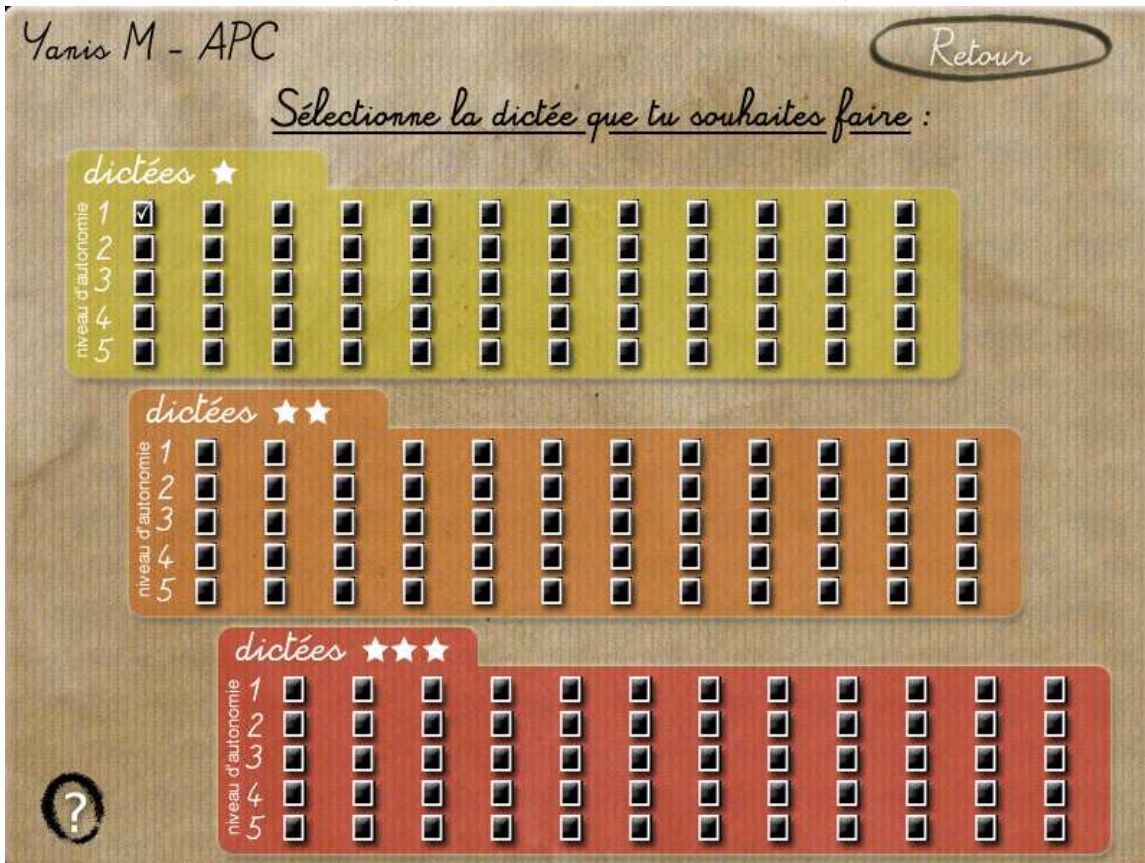 Yanis M - APC
Retour
Sélectionne la dictée que tu souhaites faire :
dictées
niveau d'autonomie
1
2
3
4
5
dictées
niveau d'autonomie
1
2
3
4
5
dictées
niveau d'autonomie
1
2
3
4
5
?